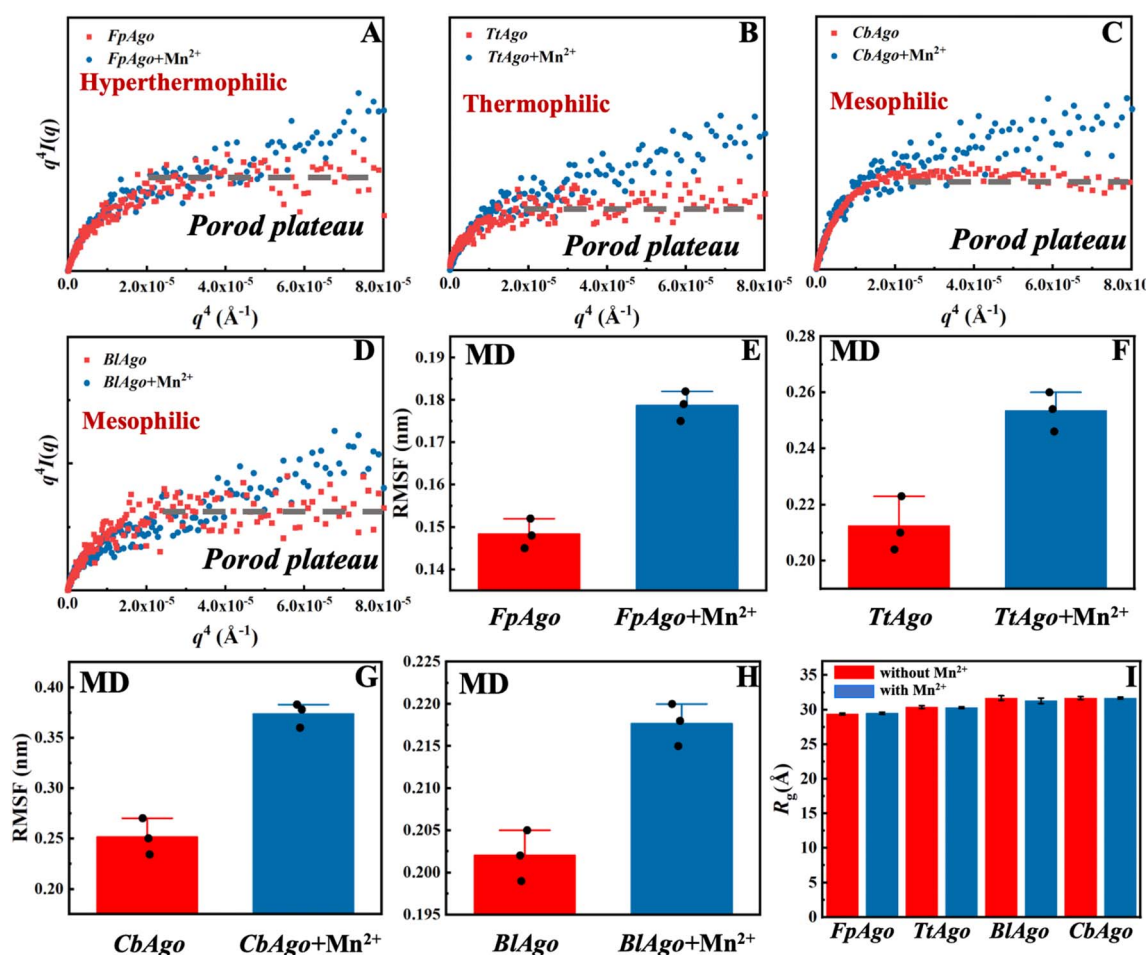 A
FpAgo
FpAgo+Mn²⁺
Hyperthermophilic
q⁴I(q)
Porod plateau
0.0 2.0x10⁻⁵ 4.0x10⁻⁵ 6.0x10⁻⁵ 8.0x10⁻⁵
q⁴ (Å⁻¹)
B
TtAgo
TtAgo+Mn²⁺
Thermophilic
Porod plateau
0.0 2.0x10⁻⁵ 4.0x10⁻⁵ 6.0x10⁻⁵ 8.0x10⁻⁵
q⁴ (Å⁻¹)
C
CbAgo
CbAgo+Mn²⁺
Mesophilic
Porod plateau
0.0 2.0x10⁻⁵ 4.0x10⁻⁵ 6.0x10⁻⁵ 8.0x10
q⁴ (Å⁻¹)
D
BlAgo
BlAgo+Mn²⁺
Mesophilic
q⁴I(q)
Porod plateau
0.0 2.0x10⁻⁵ 4.0x10⁻⁵ 6.0x10⁻⁵ 8.0x10⁻⁵
q⁴ (Å⁻¹)
MD E
RMSF (nm)
0.19
0.18
0.17
0.16
0.15
0.14
FpAgo FpAgo+Mn²⁺
MD F
0.28
0.26
0.24
0.22
0.20
TtAgo TtAgo+Mn²⁺
MD G
RMSF (nm)
0.40
0.35
0.30
0.25
0.20
CbAgo CbAgo+Mn²⁺
MD H
0.225
0.220
0.215
0.210
0.205
0.200
0.195
BlAgo BlAgo+Mn²⁺
I
without Mn²⁺
with Mn²⁺
Rg(Å)
35
30
25
20
15
10
5
0
FpAgo TtAgo BlAgo CbAgo